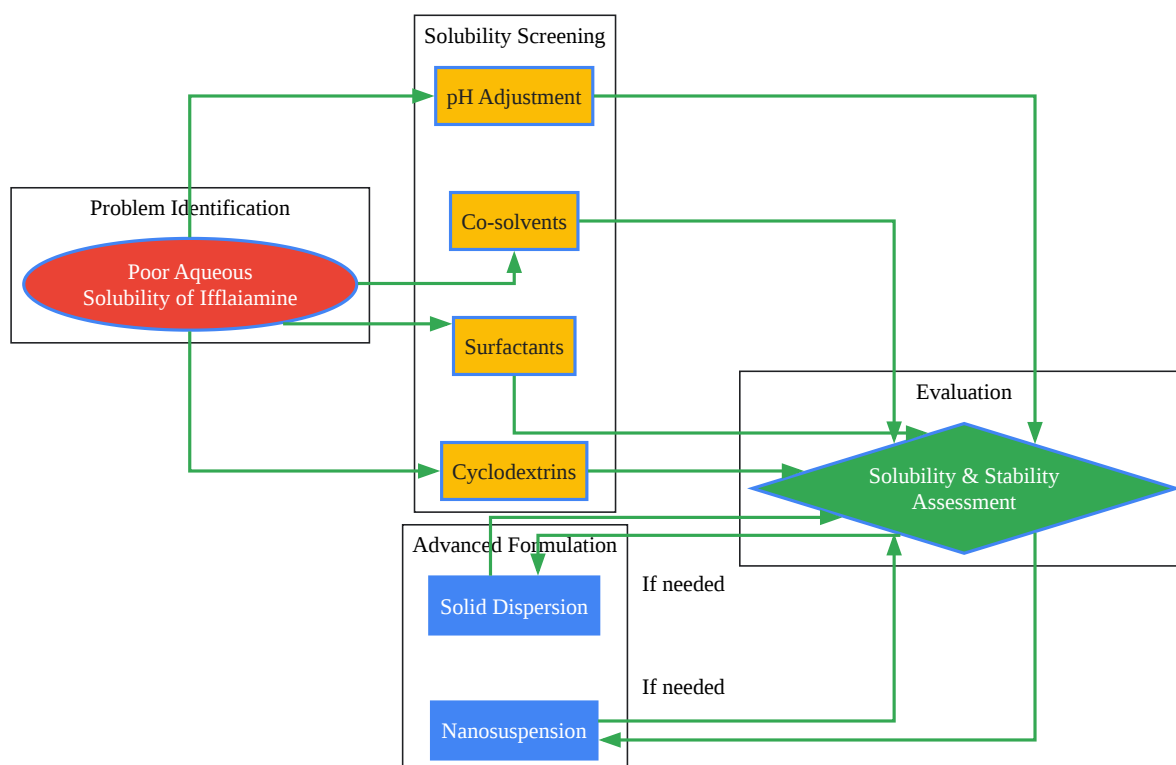 Solubility Screening
pH Adjustment
Problem Identification
Co-solvents
Poor Aqueous
Solubility of Ifflaiamine
Surfactants
Evaluation
Cyclodextrins
Solubility & Stability
Assessment
Advanced Formulation
If needed
Solid Dispersion
If needed
Nanosuspension